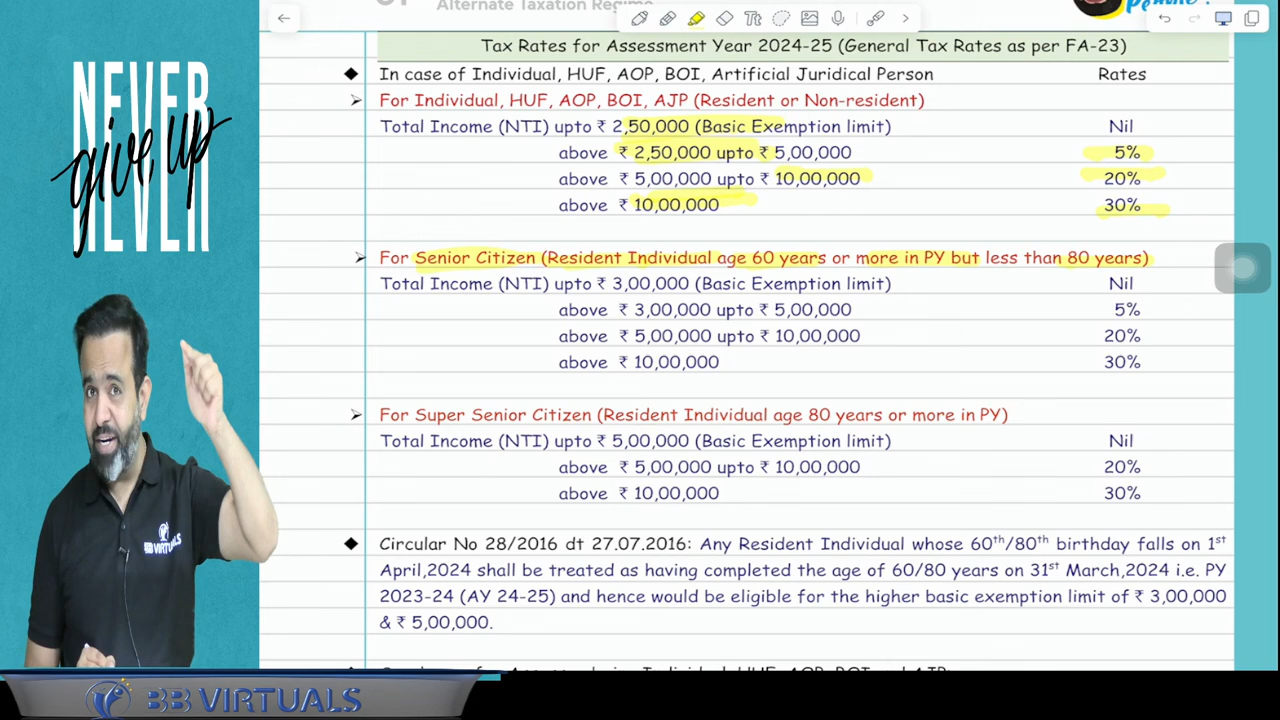 Alternate Taxation Regime
Tax Rates for Assessment Year 2024-25 (General Tax Rates as per FA-23)
◆ In case of Individual, HUF, AOP, BOI, Artificial Juridical Person Rates
➢ For Individual, HUF, AOP, BOI, AJP (Resident or Non-resident)
Total Income (NTI) upto ₹ 2,50,000 (Basic Exemption limit) Nil
above ₹ 2,50,000 upto ₹ 5,00,000 5%
above ₹ 5,00,000 upto ₹ 10,00,000 20%
above ₹ 10,00,000 30%
➢ For Senior Citizen (Resident Individual age 60 years or more in PY but less than 80 years)
Total Income (NTI) upto ₹ 3,00,000 (Basic Exemption limit) Nil
above ₹ 3,00,000 upto ₹ 5,00,000 5%
above ₹ 5,00,000 upto ₹ 10,00,000 20%
above ₹ 10,00,000 30%
➢ For Super Senior Citizen (Resident Individual age 80 years or more in PY)
Total Income (NTI) upto ₹ 5,00,000 (Basic Exemption limit) Nil
above ₹ 5,00,000 upto ₹ 10,00,000 20%
above ₹ 10,00,000 30%
◆ Circular No 28/2016 dt 27.07.2016: Any Resident Individual whose 60th/80th birthday falls on 1st
April,2024 shall be treated as having completed the age of 60/80 years on 31st March,2024 i.e. PY
2023-24 (AY 24-25) and hence would be eligible for the higher basic exemption limit of ₹ 3,00,000
& ₹ 5,00,000.
NEVER
give up
NEVER
BB VIRTUALS
BB VIRTUALS